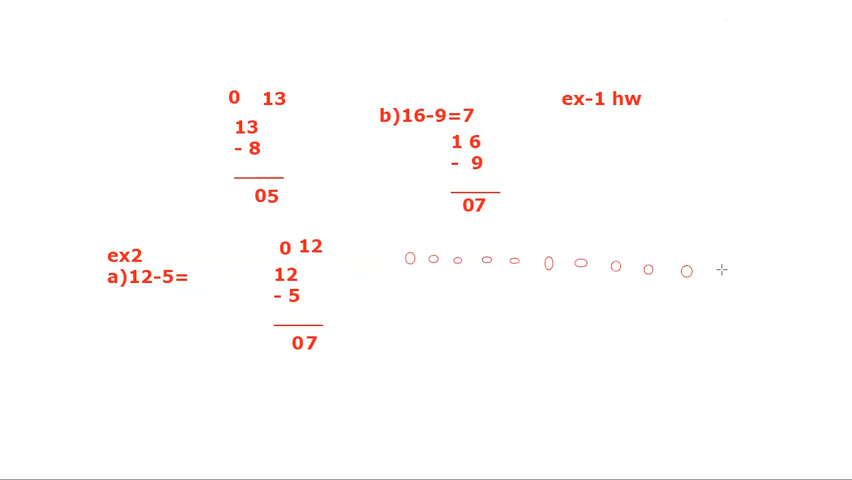 0 13
13
- 8
05
b)16-9=7
1 6
- 9
07
ex-1 hw
ex2
a)12-5=
0 12
12
- 5
07